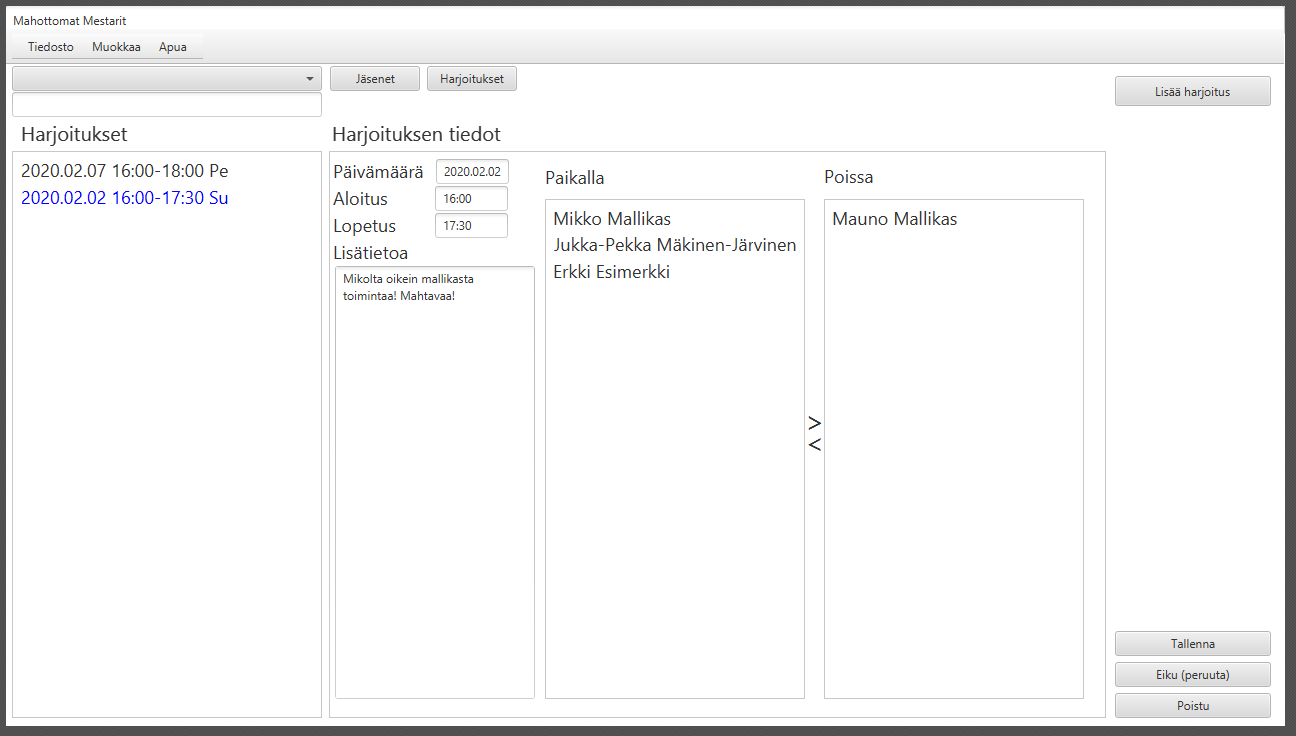 Mahottomat Mestarit
Tiedosto Muokkaa Apua
Jäsenet Harjoitukset
Lisää harjoitus
Harjoitukset
2020.02.07 16:00-18:00 Pe
2020.02.02 16:00-17:30 Su
Harjoituksen tiedot
Päivämäärä 2020.02.02
Aloitus 16:00
Lopetus 17:30
Lisätietoa
Mikolta oikein mallikasta
toimintaa! Mahtavaa!
Paikalla
Mikko Mallikas
Jukka-Pekka Mäkinen-Järvinen
Erkki Esimerkki
>
<
Poissa
Mauno Mallikas
Tallenna
Eiku (peruuta)
Poistu